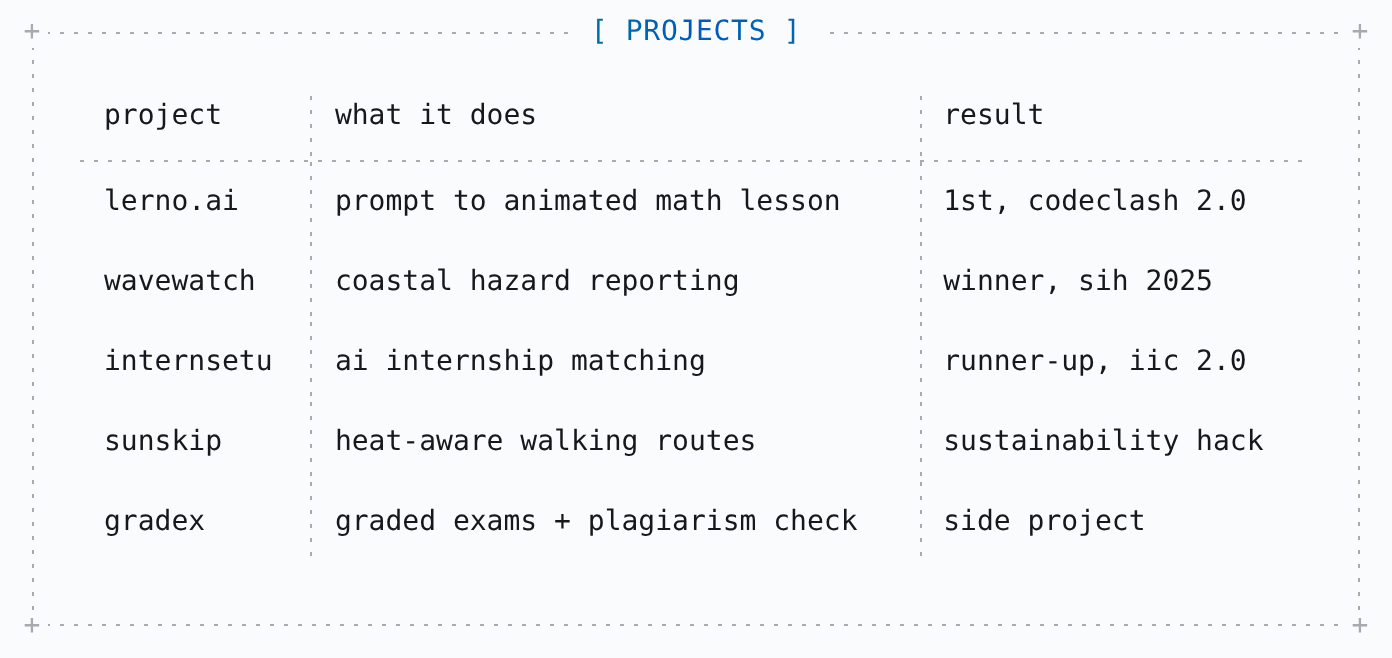 [ PROJECTS ]
project what it does result
lerno.ai prompt to animated math lesson 1st, codeclash 2.0
wavewatch coastal hazard reporting winner, sih 2025
internsetu ai internship matching runner-up, iic 2.0
sunskip heat-aware walking routes sustainability hack
gradex graded exams + plagiarism check side project